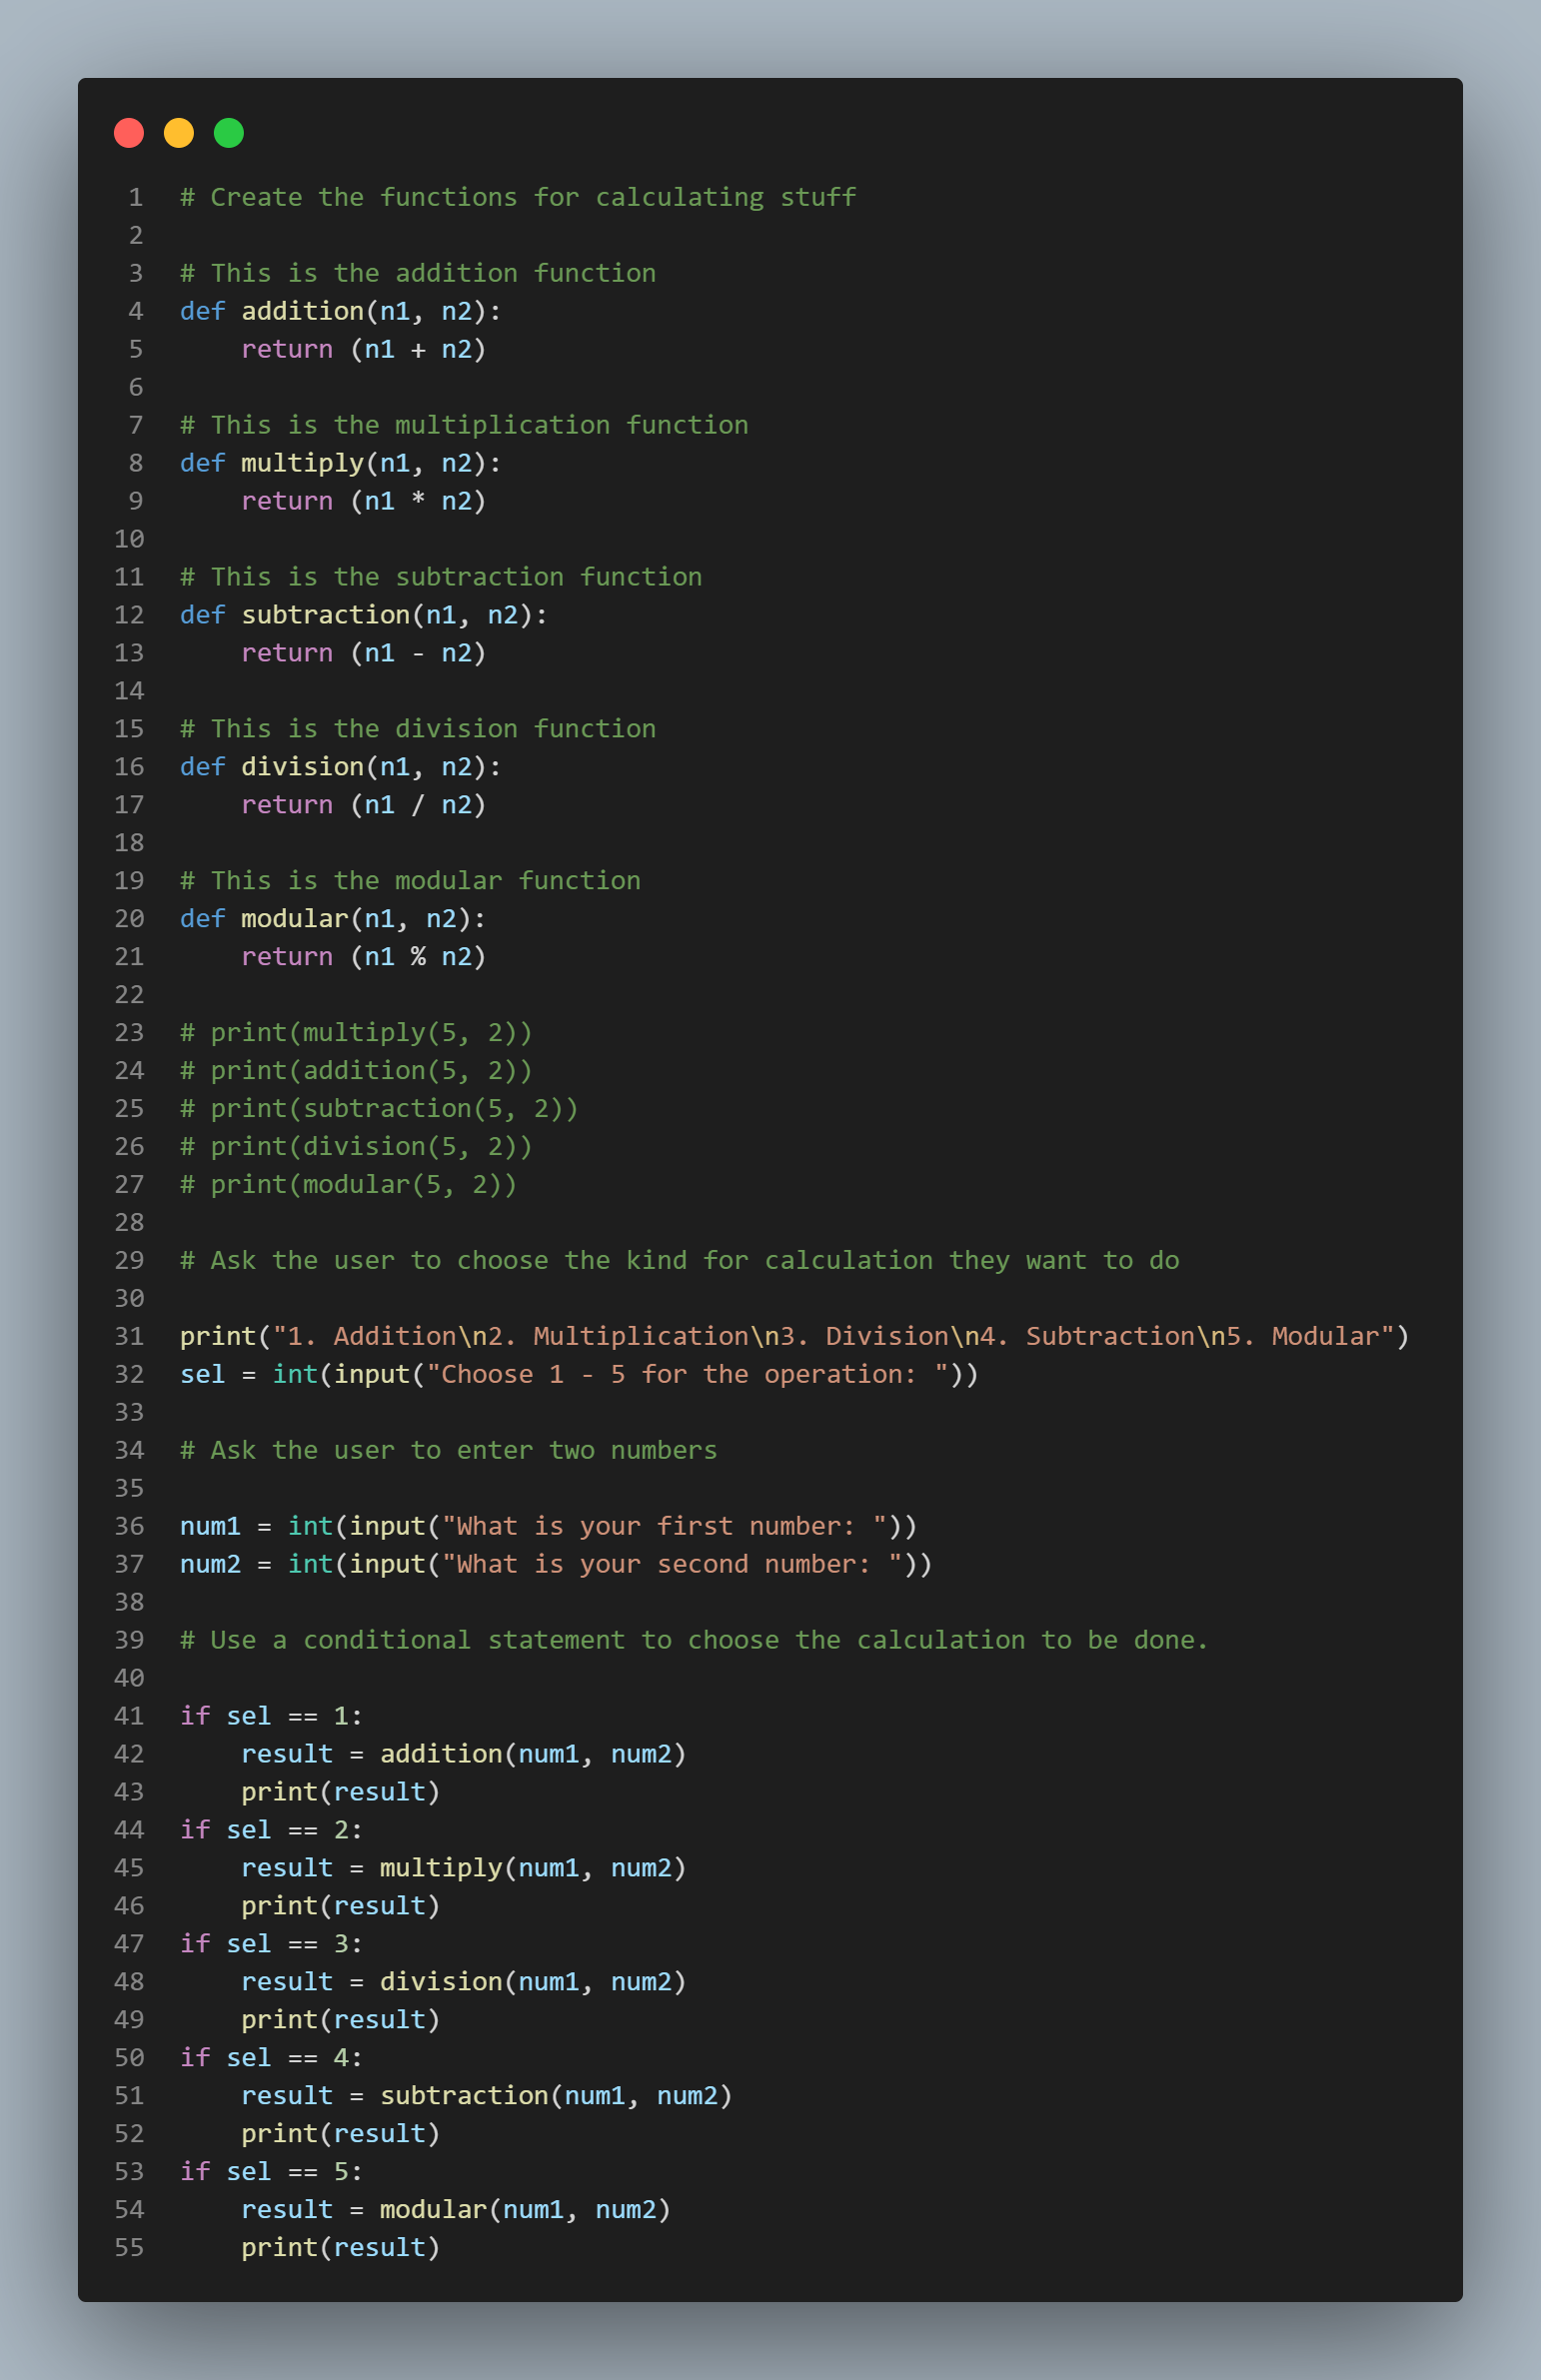 1 # Create the functions for calculating stuff
2
3 # This is the addition function
4 def addition(n1, n2):
5     return (n1 + n2)
6
7 # This is the multiplication function
8 def multiply(n1, n2):
9     return (n1 * n2)
10
11 # This is the subtraction function
12 def subtraction(n1, n2):
13     return (n1 - n2)
14
15 # This is the division function
16 def division(n1, n2):
17     return (n1 / n2)
18
19 # This is the modular function
20 def modular(n1, n2):
21     return (n1 % n2)
22
23 # print(multiply(5, 2))
24 # print(addition(5, 2))
25 # print(subtraction(5, 2))
26 # print(division(5, 2))
27 # print(modular(5, 2))
28
29 # Ask the user to choose the kind for calculation they want to do
30
31 print("1. Addition\n2. Multiplication\n3. Division\n4. Subtraction\n5. Modular")
32 sel = int(input("Choose 1 - 5 for the operation: "))
33
34 # Ask the user to enter two numbers
35
36 num1 = int(input("What is your first number: "))
37 num2 = int(input("What is your second number: "))
38
39 # Use a conditional statement to choose the calculation to be done.
40
41 if sel == 1:
42     result = addition(num1, num2)
43     print(result)
44 if sel == 2:
45     result = multiply(num1, num2)
46     print(result)
47 if sel == 3:
48     result = division(num1, num2)
49     print(result)
50 if sel == 4:
51     result = subtraction(num1, num2)
52     print(result)
53 if sel == 5:
54     result = modular(num1, num2)
55     print(result)